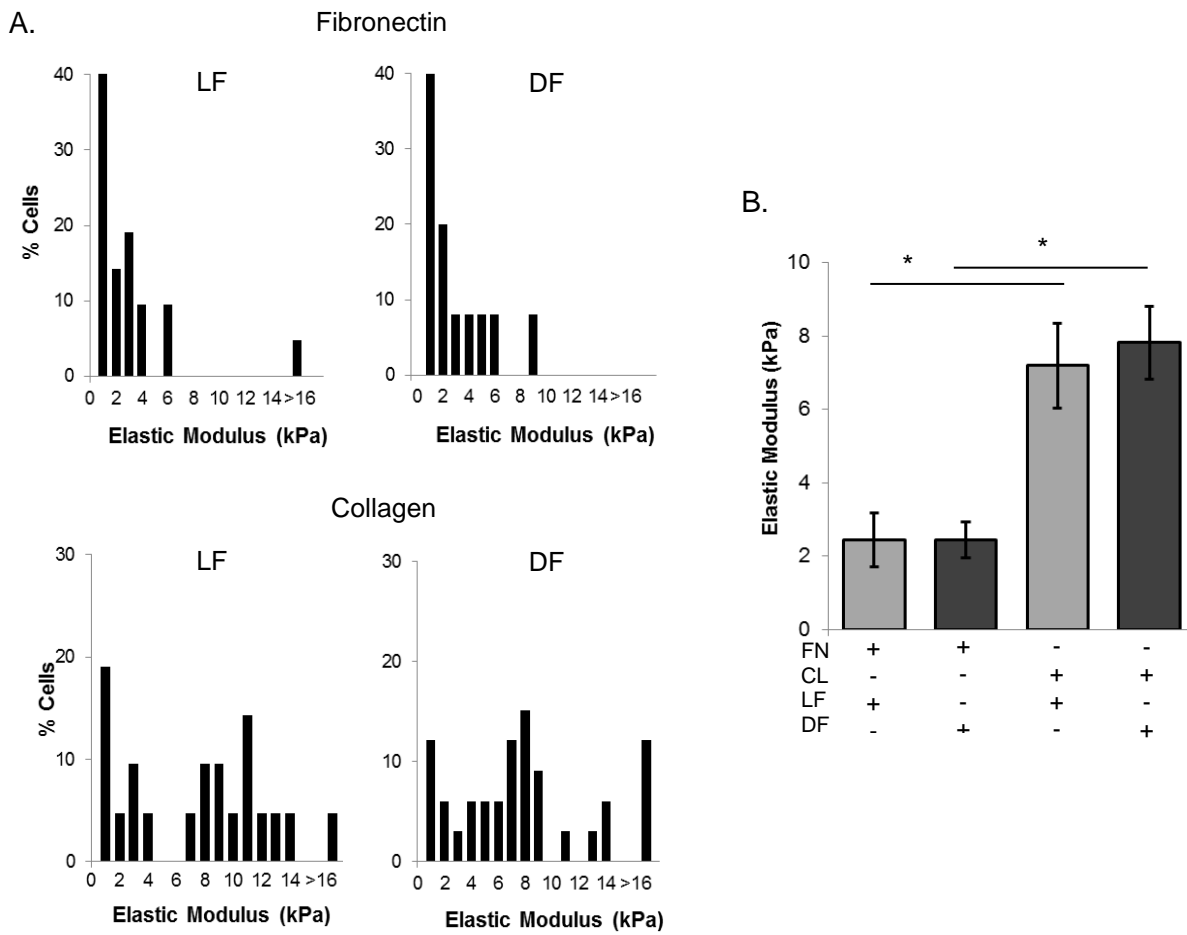 A.
Fibronectin
LF
DF
% Cells
40
30
20
10
0
0 2 4 6 8 10 12 14 >16
Elastic Modulus (kPa)
40
30
20
10
0
0 2 4 6 8 10 12 14 >16
Elastic Modulus (kPa)
Collagen
LF
DF
% Cells
30
20
10
0
0 2 4 6 8 10 12 14 >16
Elastic Modulus (kPa)
30
20
10
0
0 2 4 6 8 10 12 14 >16
Elastic Modulus (kPa)
B.
* *
Elastic Modulus (kPa)
10
8
6
4
2
0
FN + + - -
CL - - + +
LF + - + -
DF - + - +